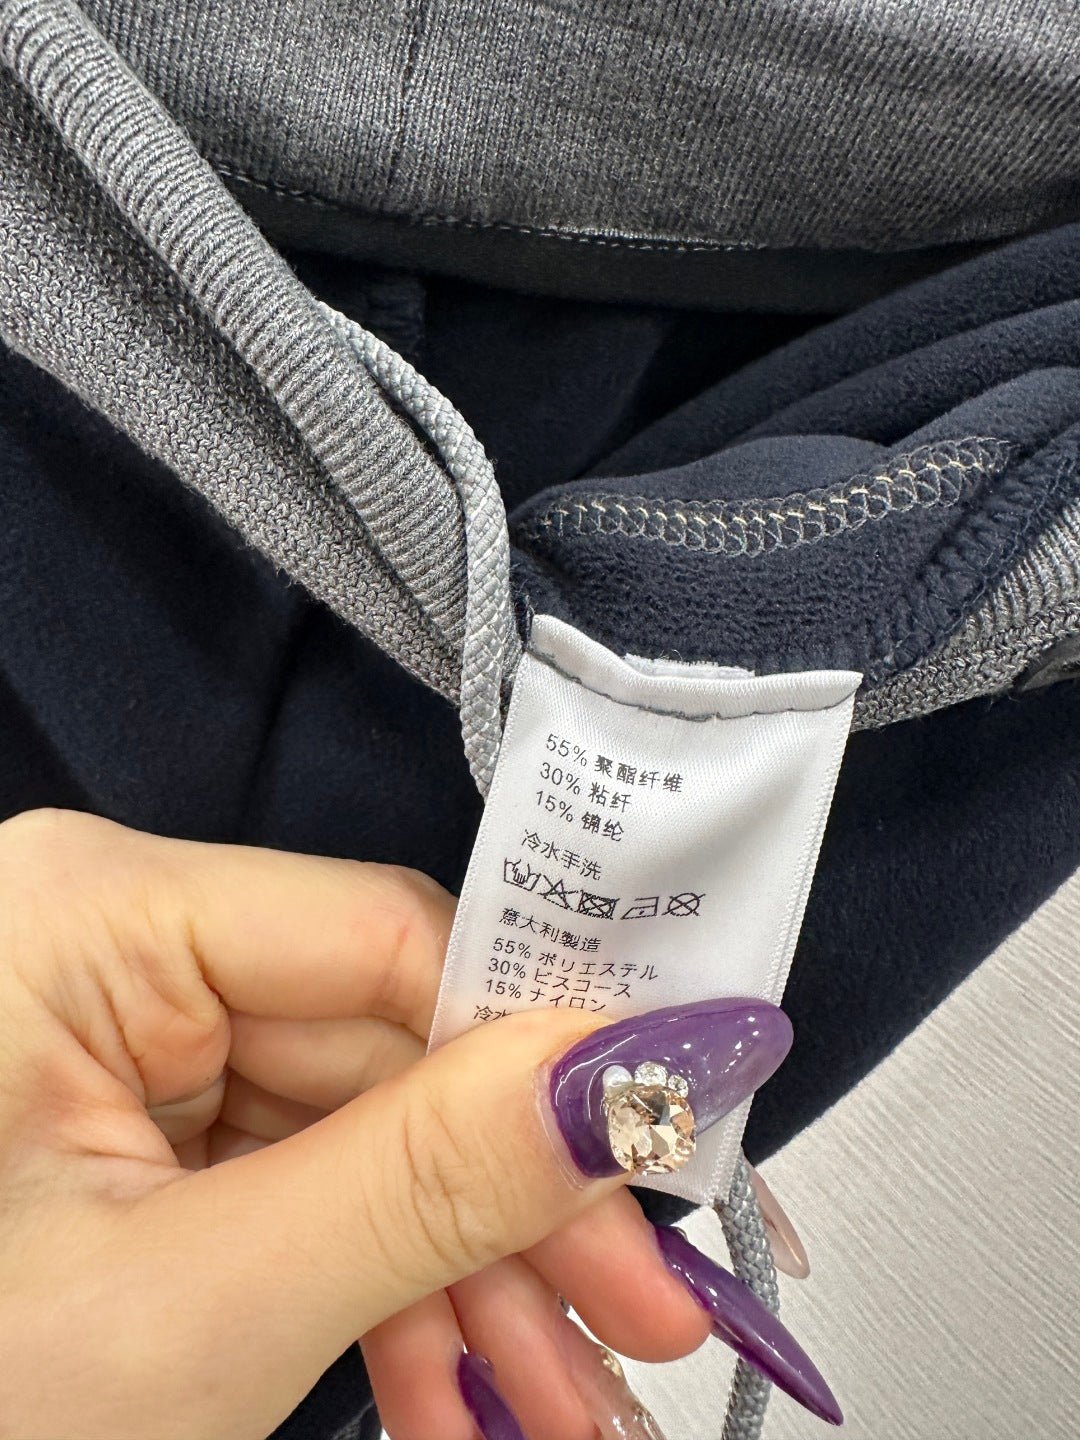 55% 聚酯纤维
30% 粘纤
15% 锦纶
冷水手洗
意大利製造
55% ポリエステル
30% ビスコース
15% ナイロン
冷水